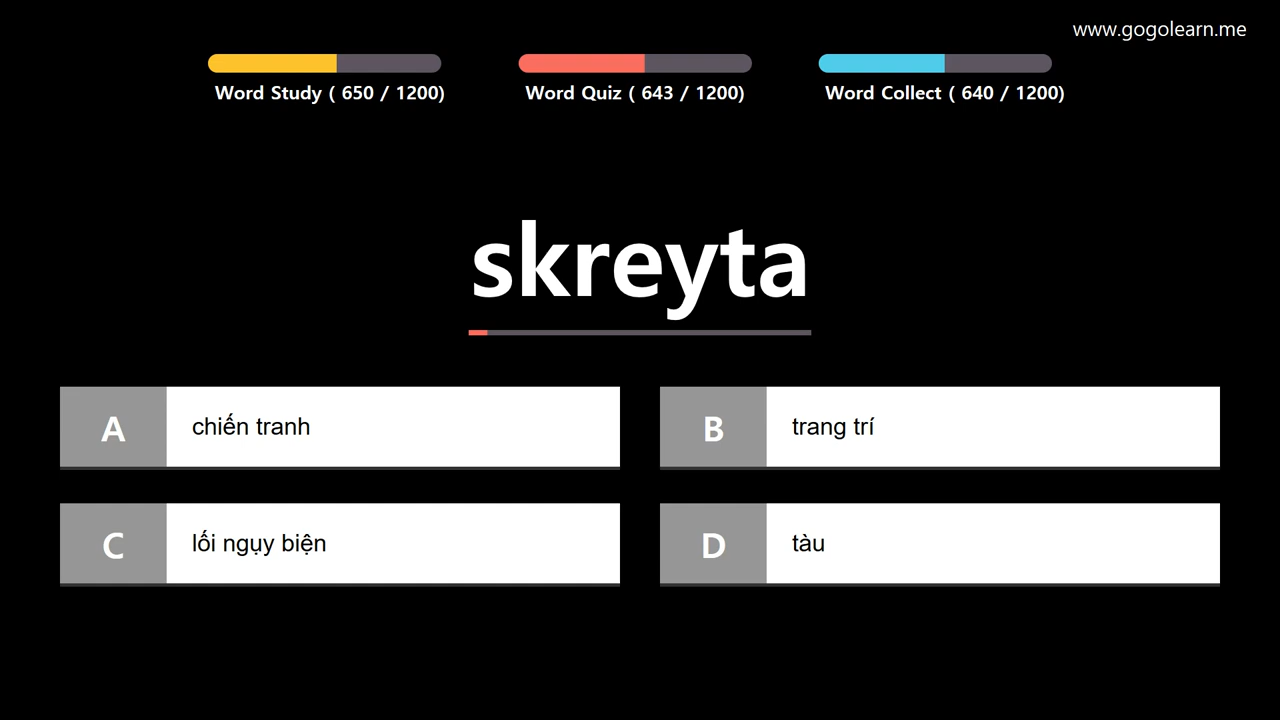 www.gogolearn.me
Word Study ( 650 / 1200)
Word Quiz ( 643 / 1200)
Word Collect ( 640 / 1200)
skreyta
A chiến tranh
B trang trí
C lối ngụy biện
D tàu